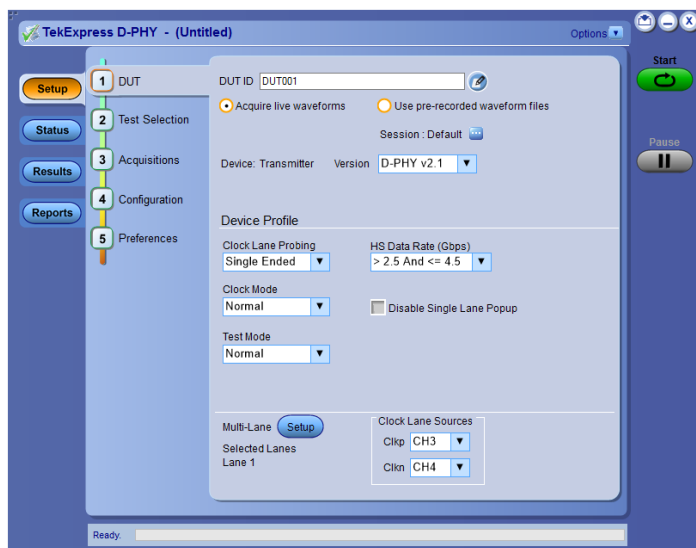 TekExpress D-PHY - (Untitled)
Options
Start
Pause
Setup
Status
Results
Reports
1 DUT
2 Test Selection
3 Acquisitions
4 Configuration
5 Preferences
DUT ID DUT001
Acquire live waveforms Use pre-recorded waveform files
Session : Default
Device: Transmitter Version D-PHY v2.1
Device Profile
Clock Lane Probing HS Data Rate (Gbps)
Single Ended > 2.5 And <= 4.5
Clock Mode
Normal Disable Single Lane Popup
Test Mode
Normal
Multi-Lane Setup Clock Lane Sources
Selected Lanes Clkp CH3
Lane 1
Clkn CH4
Ready.